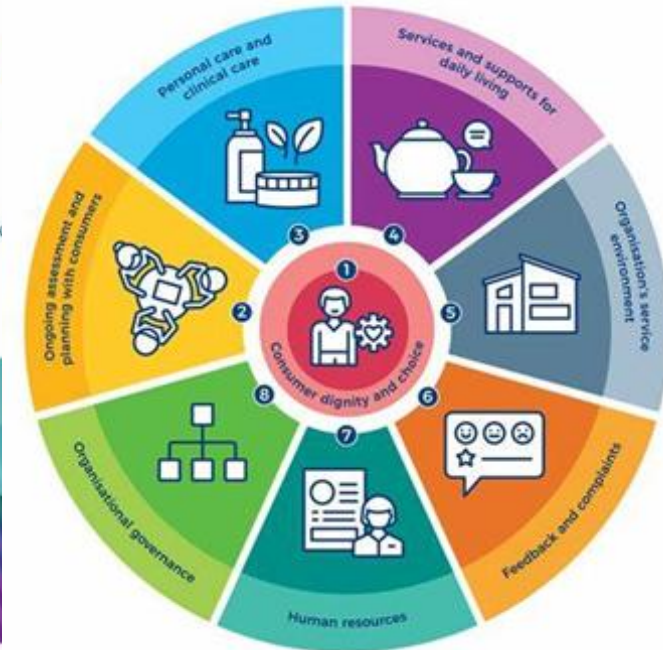 Personal care and
clinical care
Services and supports for
daily living
Organisation's service
environment
Feedback and complaints
Human resources
Organisational governance
Ongoing assessment and
planning with consumers
Consumer dignity and choice
1
2
3
4
5
6
7
8